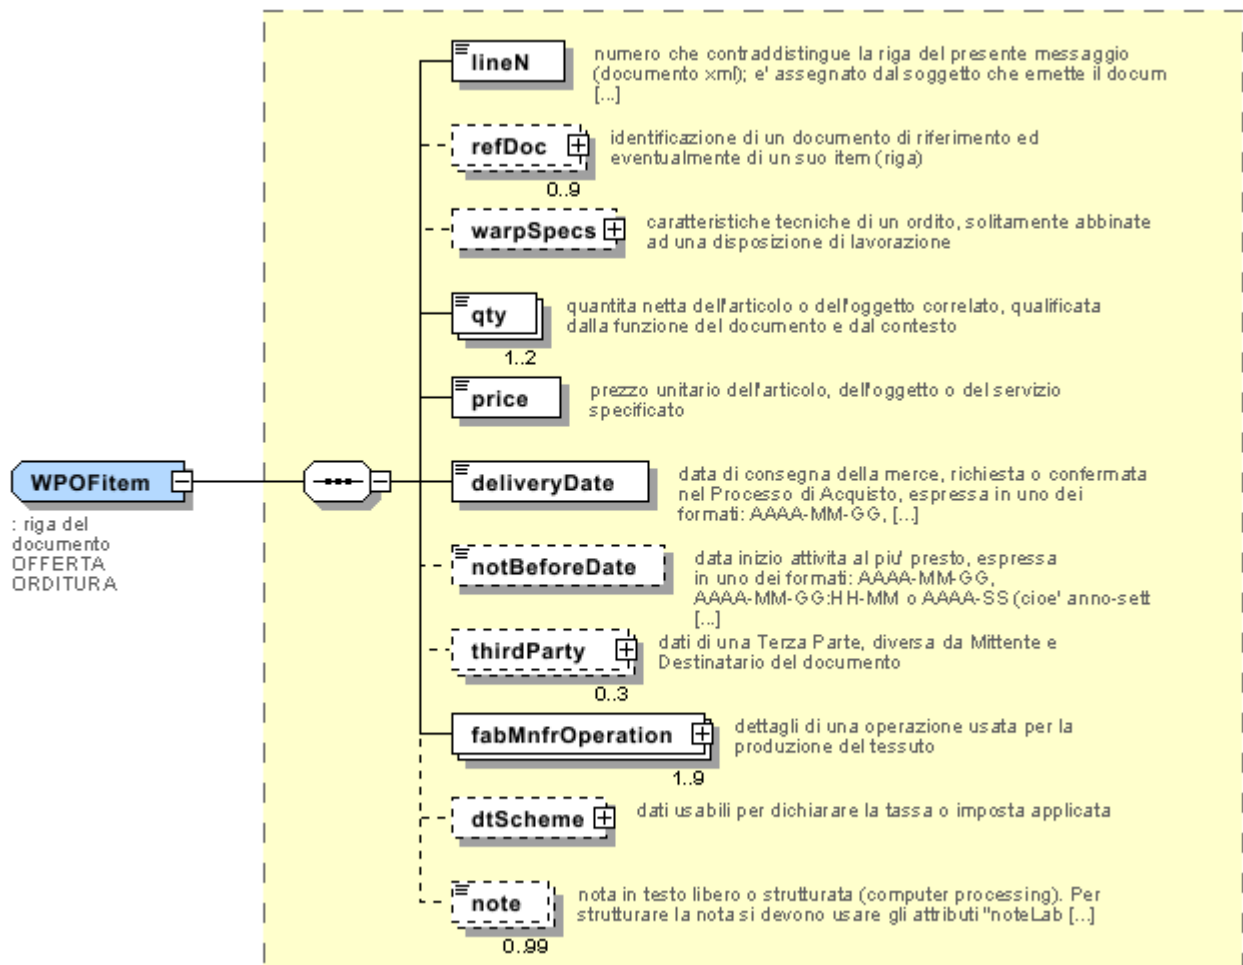 lineN
numero che contraddistingue la riga del presente messaggio
(documento xml); e' assegnato dal soggetto che emette il docum
[...]
refDoc
identificazione di un documento di riferimento ed
eventualmente di un suo item (riga)
0..9
warpSpecs
caratteristiche tecniche di un ordito, solitamente abbinate
ad una disposizione di lavorazione
qty
quantita netta dell'articolo o dell'oggetto correlato, qualificata
dalla funzione del documento e dal contesto
1..2
price
prezzo unitario dell'articolo, dell'oggetto o del servizio
specificato
WPOFitem
: riga del
documento
OFFERTA
ORDITURA
deliveryDate
data di consegna della merce, richiesta o confermata
nel Processo di Acquisto, espressa in uno dei
formati: AAAA-MM-GG, [...]
notBeforeDate
data inizio attivita al piu' presto, espressa
in uno dei formati: AAAA-MM-GG,
AAAA-MM-GG:HH-MM o AAAA-SS (cioe' anno-sett
[...]
thirdParty
dati di una Terza Parte, diversa da Mittente e
Destinatario del documento
0..3
fabMnfrOperation
dettagli di una operazione usata per la
produzione del tessuto
1..9
dtScheme
dati usabili per dichiarare la tassa o imposta applicata
note
nota in testo libero o strutturata (computer processing). Per
strutturare la nota si devono usare gli attributi "noteLab [...]
0..99